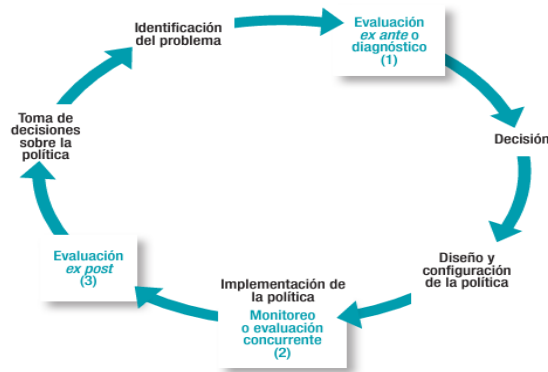 Identificación
del problema
Evaluación
ex ante o
diagnóstico
(1)
Decisión
Diseño y
configuración
de la política
Implementación de
la política
Monitoreo
o evaluación
concurrente
(2)
Evaluación
ex post
(3)
Toma de
decisiones
sobre la
política